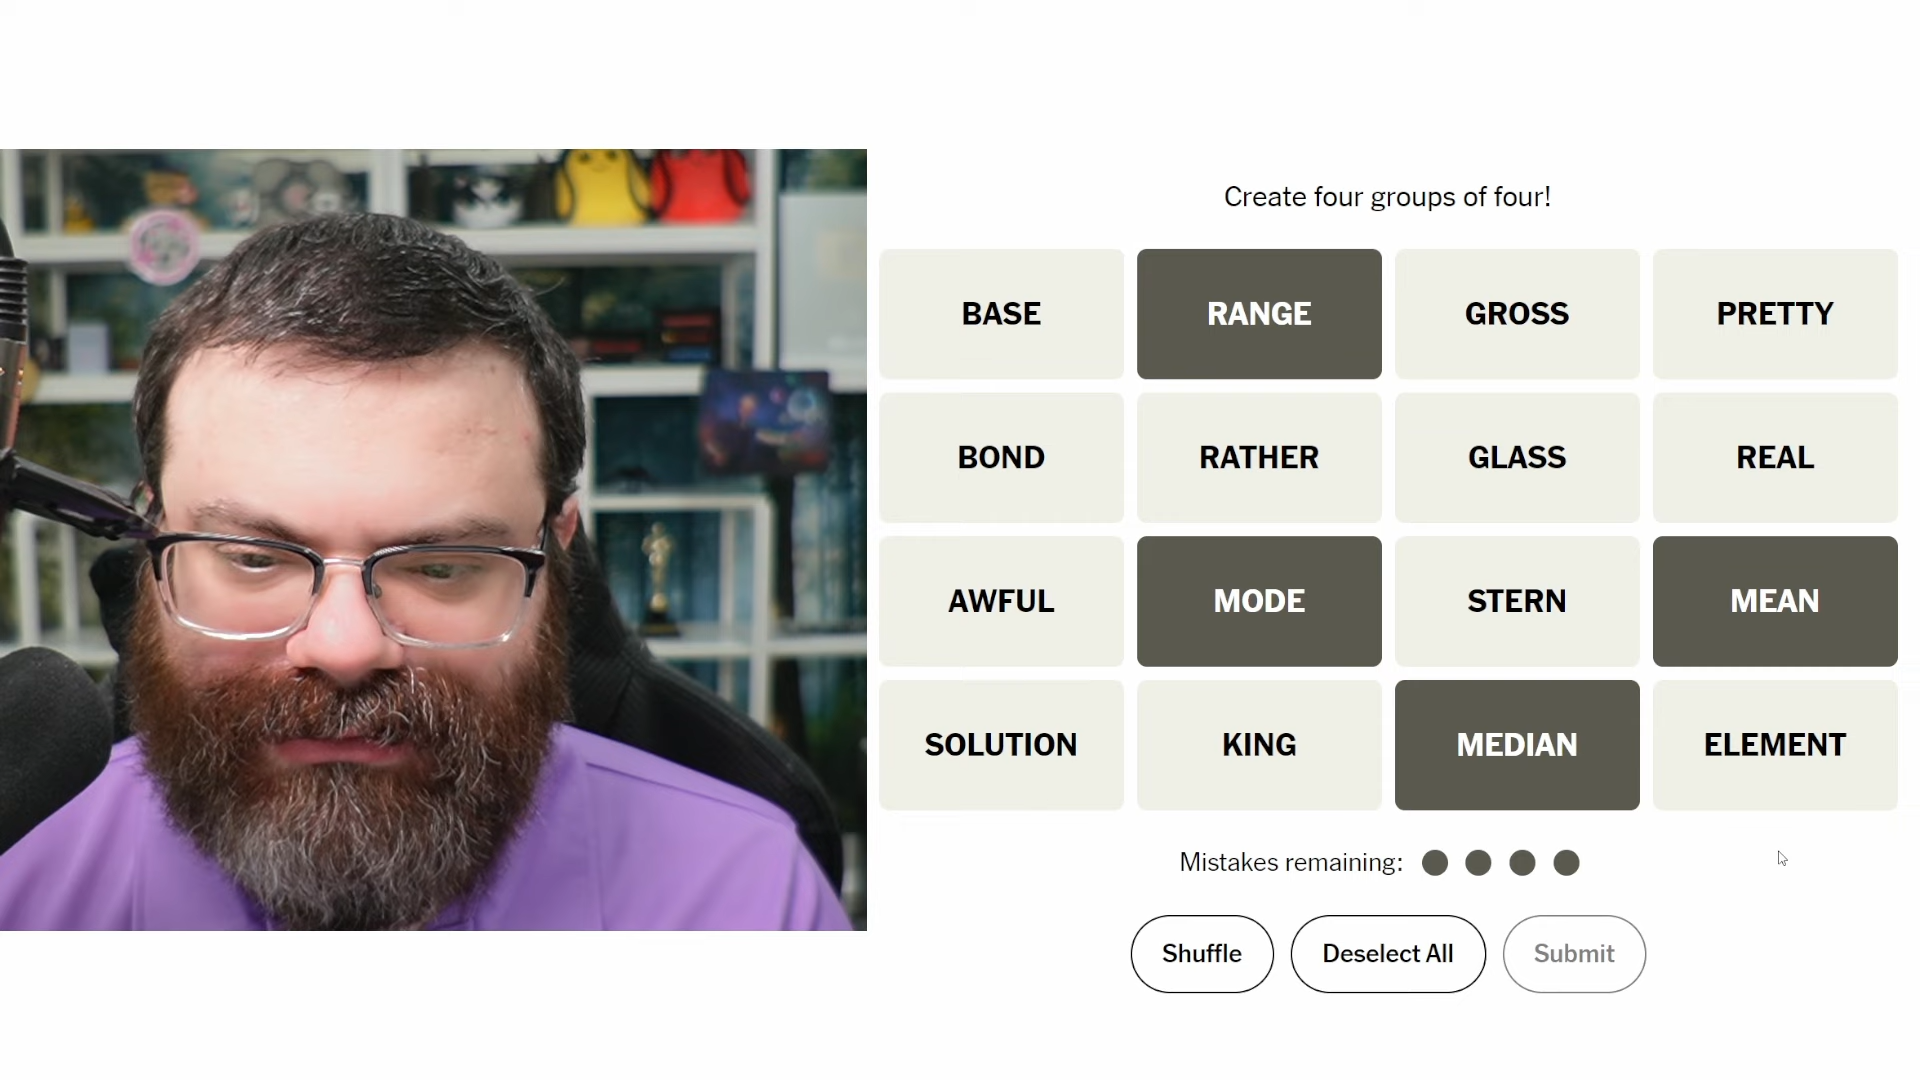 Create four groups of four!
BASE RANGE GROSS PRETTY
BOND RATHER GLASS REAL
AWFUL MODE STERN MEAN
SOLUTION KING MEDIAN ELEMENT
Mistakes remaining:
Shuffle Deselect All Submit